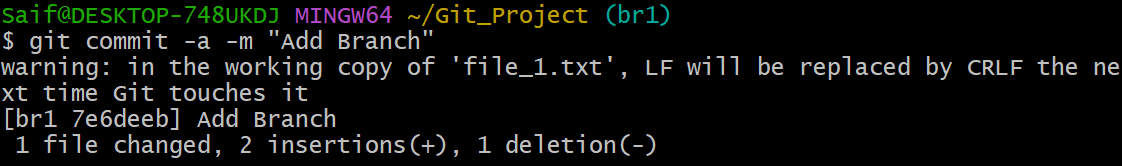 Saif@DESKTOP-748UKDJ MINGW64 ~/Git_Project (br1)
$ git commit -a -m "Add Branch"
warning: in the working copy of 'file_1.txt', LF will be replaced by CRLF the ne
xt time Git touches it
[br1 7e6deeb] Add Branch
 1 file changed, 2 insertions(+), 1 deletion(-)